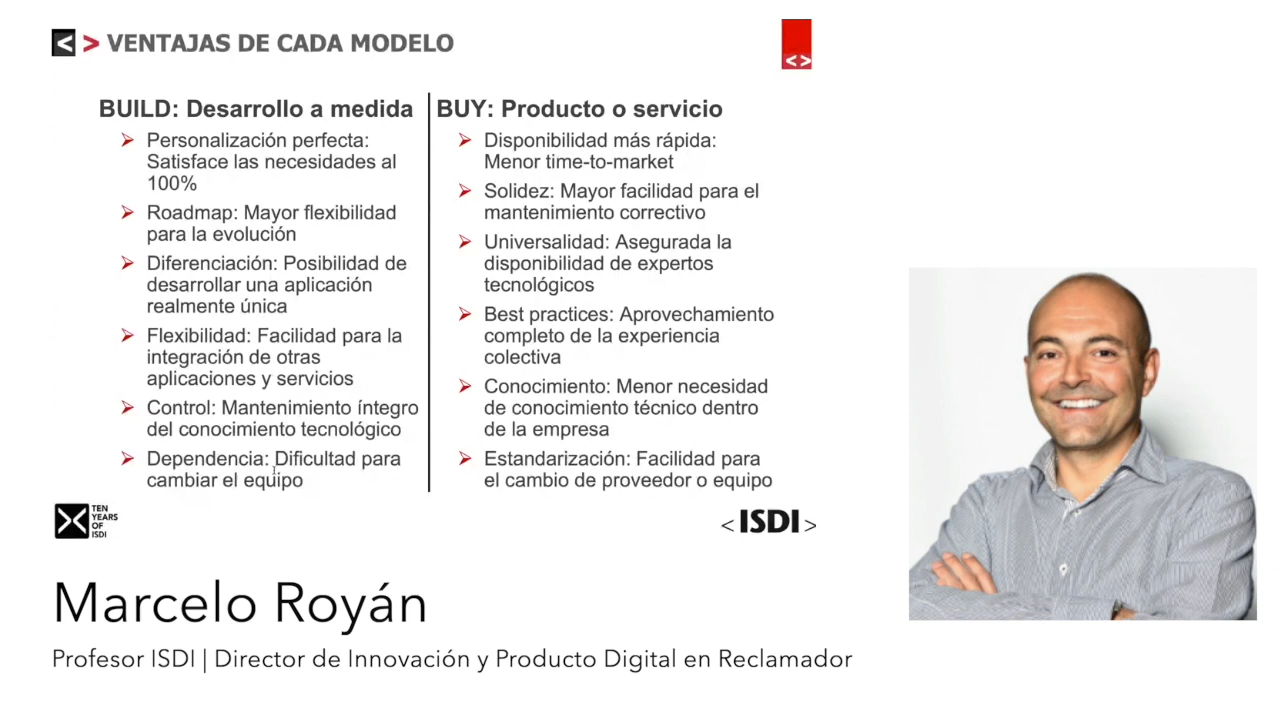 < > VENTAJAS DE CADA MODELO
< >
BUILD: Desarrollo a medida
Personalización perfecta:
Satisface las necesidades al
100%
Roadmap: Mayor flexibilidad
para la evolución
Diferenciación: Posibilidad de
desarrollar una aplicación
realmente única
Flexibilidad: Facilidad para la
integración de otras
aplicaciones y servicios
Control: Mantenimiento íntegro
del conocimiento tecnológico
Dependencia: Dificultad para
cambiar el equipo
BUY: Producto o servicio
Disponibilidad más rápida:
Menor time-to-market
Solidez: Mayor facilidad para el
mantenimiento correctivo
Universalidad: Asegurada la
disponibilidad de expertos
tecnológicos
Best practices: Aprovechamiento
completo de la experiencia
colectiva
Conocimiento: Menor necesidad
de conocimiento técnico dentro
de la empresa
Estandarización: Facilidad para
el cambio de proveedor o equipo
TEN
YEARS
OF
ISDI
<ISDI>
Marcelo Royán
Profesor ISDI | Director de Innovación y Producto Digital en Reclamador